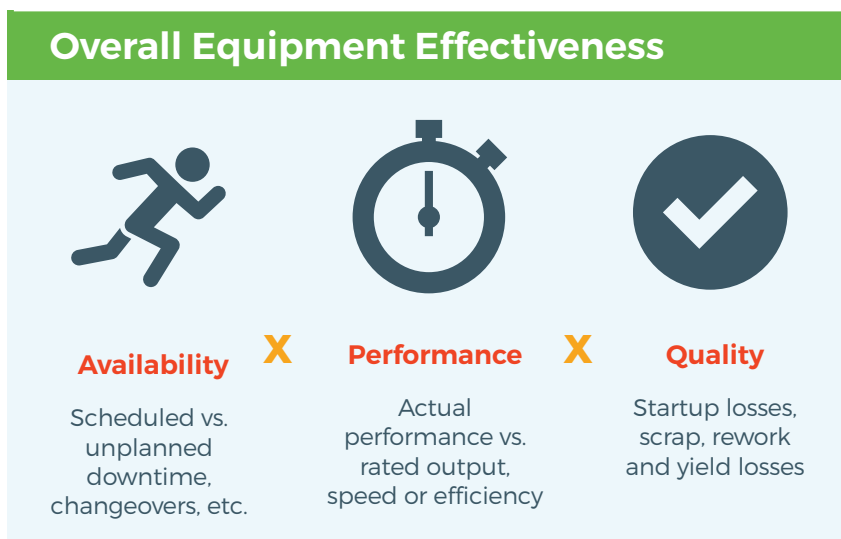 Overall Equipment Effectiveness
Availability
X
Performance
X
Quality
Scheduled vs.
unplanned
downtime,
changeovers, etc.
Actual
performance vs.
rated output,
speed or efficiency
Startup losses,
scrap, rework
and yield losses